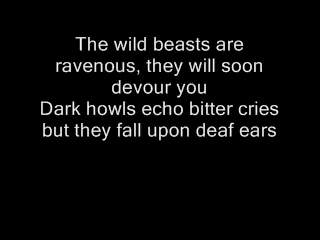 The wild beasts are
ravenous, they will soon
devour you
Dark howls echo bitter cries
but they fall upon deaf ears